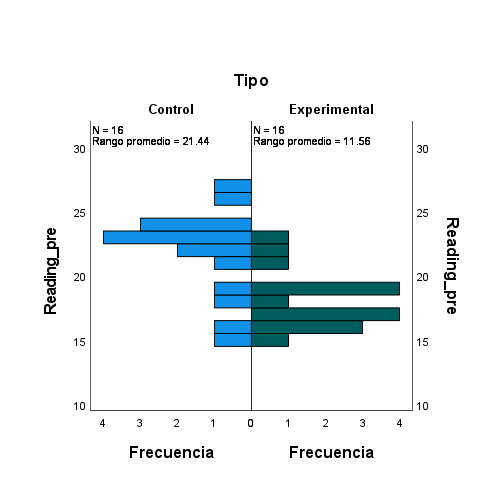 Tipo
Control Experimental
N = 16 N = 16
Rango promedio = 21.44 Rango promedio = 11.56
30 30
25 25
20 20
15 15
10 10
Reading_pre Reading_pre
4 3 2 1 0 1 2 3 4
Frecuencia Frecuencia